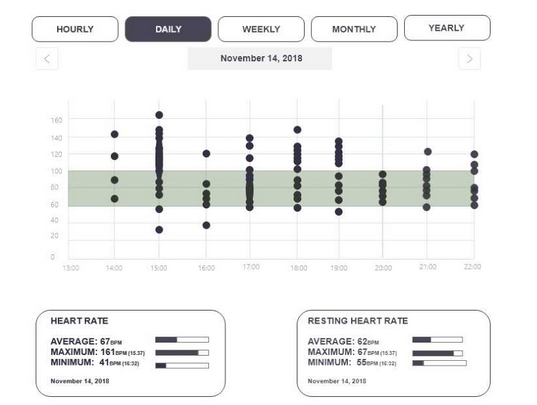 HOURLY DAILY WEEKLY MONTHLY YEARLY
< November 14, 2018 >
160
140
120
100
80
60
40
20
0
13:00 14:00 15:00 16:00 17:00 18:00 19:00 20:00 21:00 22:00
HEART RATE
AVERAGE: 67BPM
MAXIMUM: 161BPM (15:37)
MINIMUM: 41BPM (16:32)
November 14, 2018
RESTING HEART RATE
AVERAGE: 62BPM
MAXIMUM: 67BPM (15:37)
MINIMUM: 55BPM (16:32)
November 14, 2018